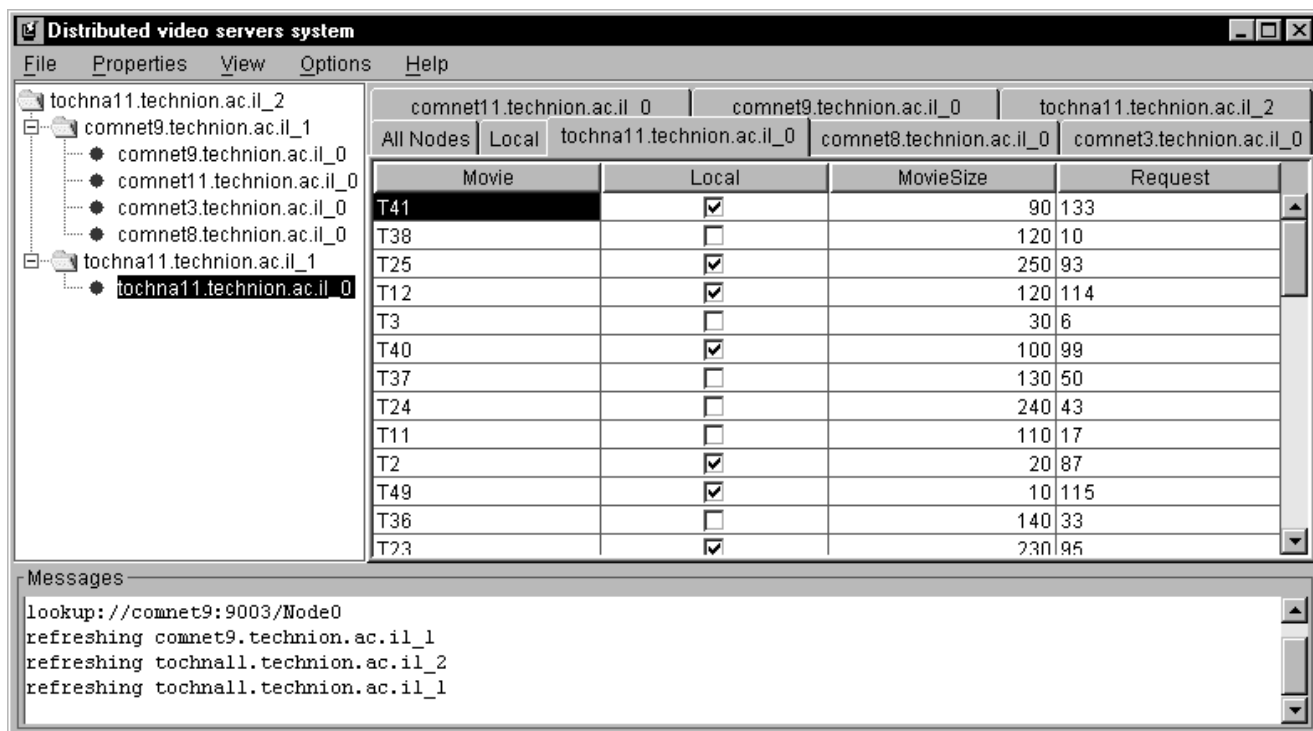 Distributed video servers system
File Properties View Options Help
tochna11.technion.ac.il_2
comnet9.technion.ac.il_1
comnet9.technion.ac.il_0
comnet11.technion.ac.il_0
comnet3.technion.ac.il_0
comnet8.technion.ac.il_0
tochna11.technion.ac.il_1
tochna11.technion.ac.il_0
comnet11.technion.ac.il_0 comnet9.technion.ac.il_0 tochna11.technion.ac.il_2
All Nodes Local tochna11.technion.ac.il_0 comnet8.technion.ac.il_0 comnet3.technion.ac.il_0
Movie Local MovieSize Request
T41 90 133
T38 120 10
T25 250 93
T12 120 114
T3 30 6
T40 100 99
T37 130 50
T24 240 43
T11 110 17
T2 20 87
T49 10 115
T36 140 33
T23 230 95
Messages
lookup://comnet9:9003/Node0
refreshing comnet9.technion.ac.il_1
refreshing tochna11.technion.ac.il_2
refreshing tochna11.technion.ac.il_1